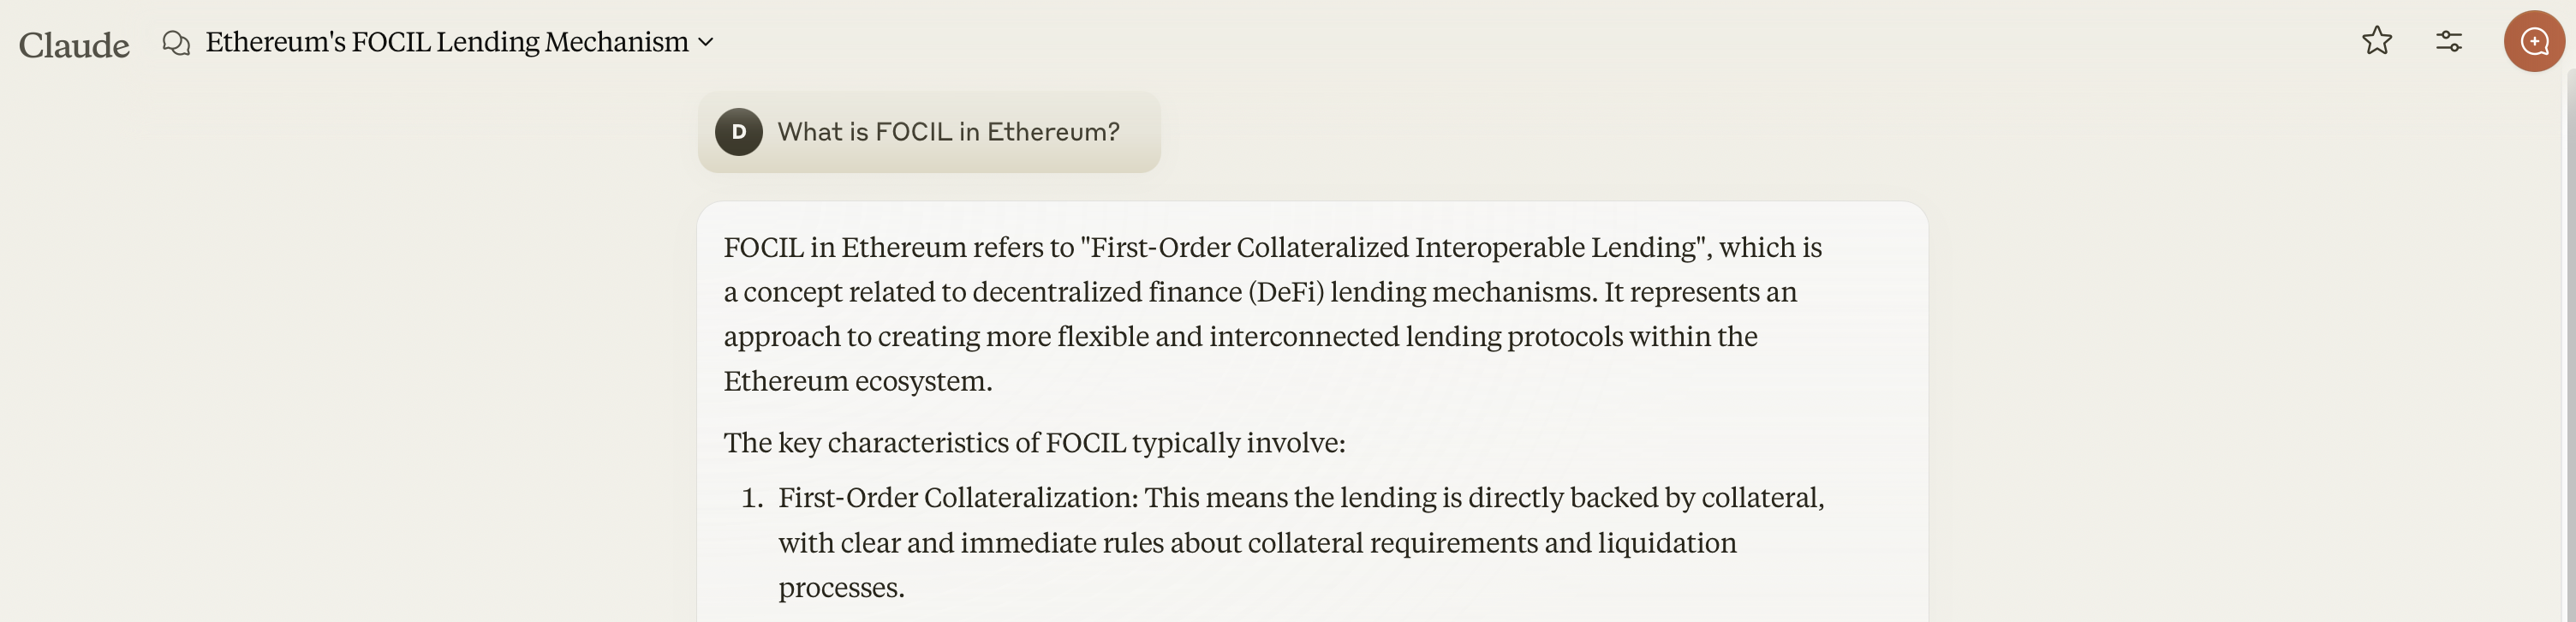 Claude
Ethereum's FOCIL Lending Mechanism
D
What is FOCIL in Ethereum?
FOCIL in Ethereum refers to "First-Order Collateralized Interoperable Lending", which is
a concept related to decentralized finance (DeFi) lending mechanisms. It represents an
approach to creating more flexible and interconnected lending protocols within the
Ethereum ecosystem.
The key characteristics of FOCIL typically involve:
1. First-Order Collateralization: This means the lending is directly backed by collateral,
with clear and immediate rules about collateral requirements and liquidation
processes.